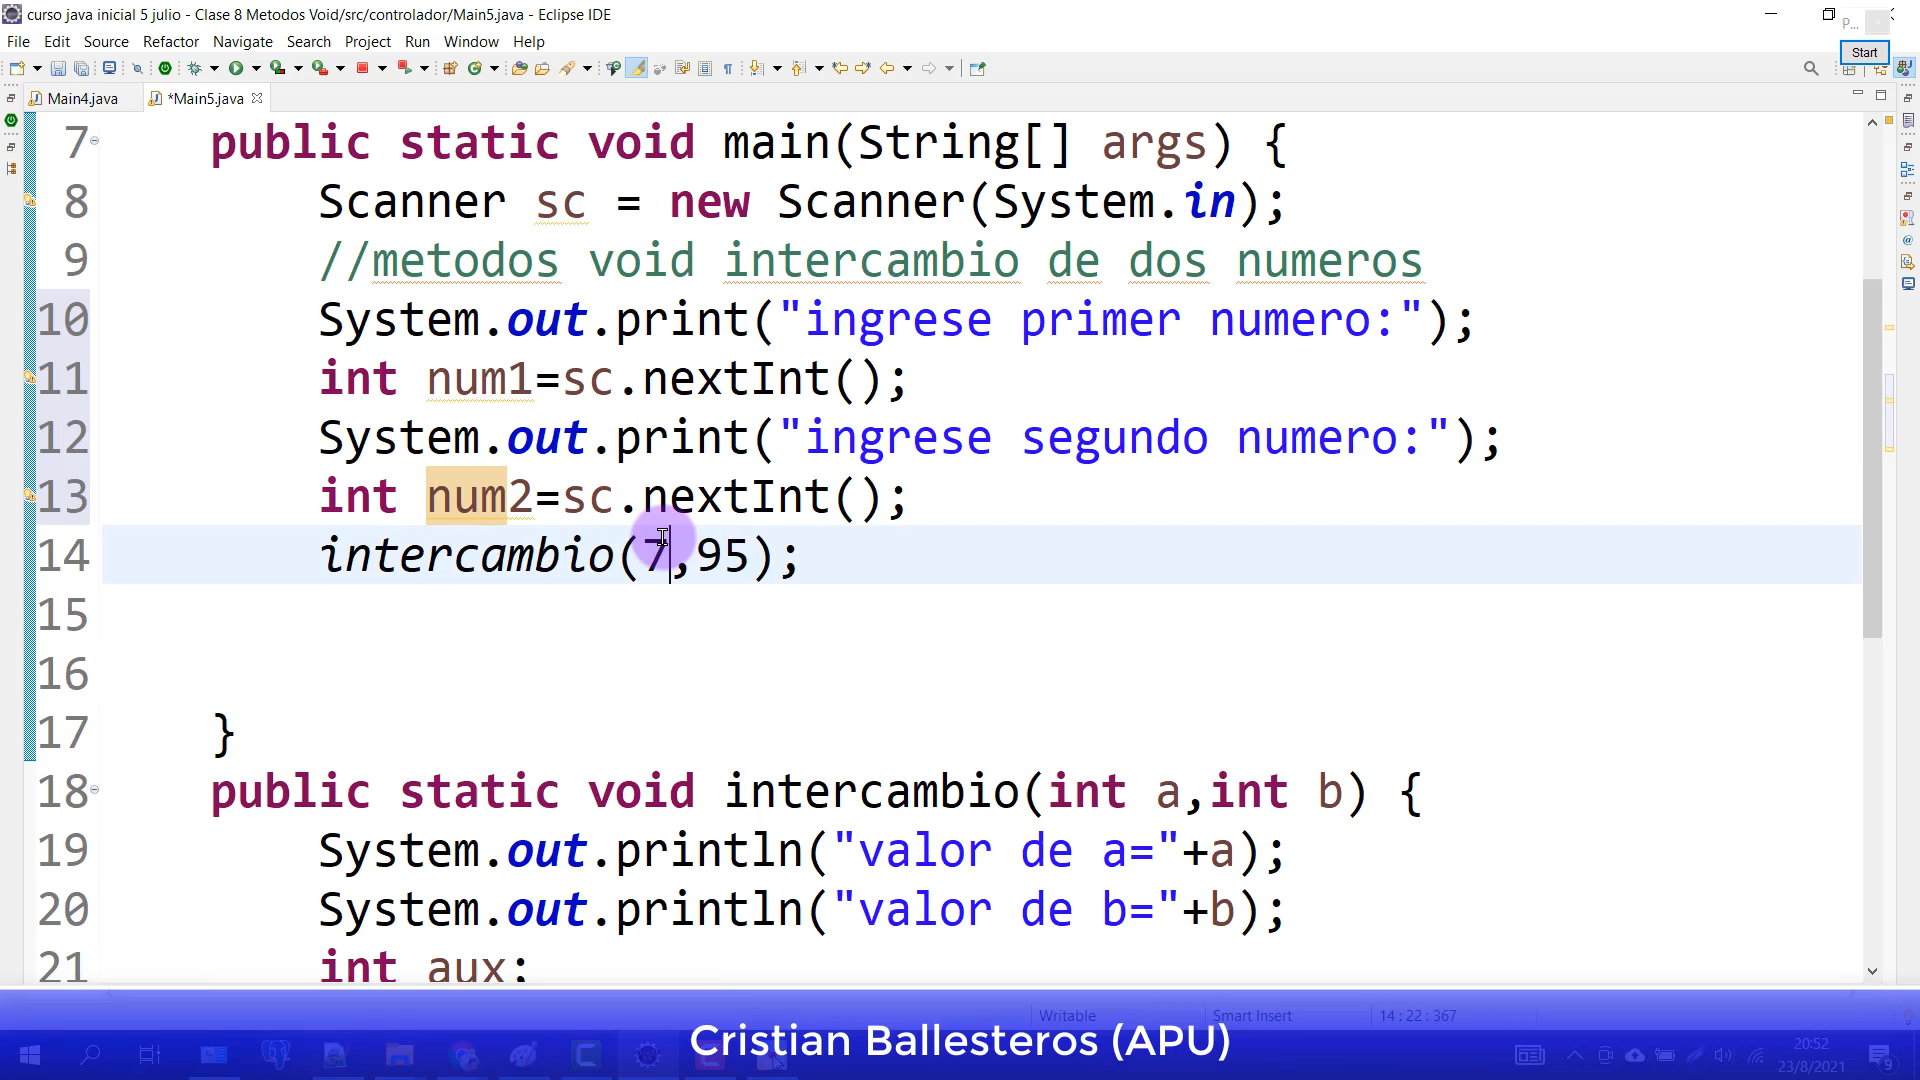 curso java inicial 5 julio - Clase 8 Metodos Void/src/controlador/Main5.java - Eclipse IDE
P...
File Edit Source Refactor Navigate Search Project Run Window Help
Start
Main4.java *Main5.java
7 public static void main(String[] args) {
8 Scanner sc = new Scanner(System.in);
9 //metodos void intercambio de dos numeros
10 System.out.print("ingrese primer numero:");
11 int num1=sc.nextInt();
12 System.out.print("ingrese segundo numero:");
13 int num2=sc.nextInt();
14 intercambio(7,95);
15
16
17 }
18 public static void intercambio(int a,int b) {
19 System.out.println("valor de a="+a);
20 System.out.println("valor de b="+b);
21 int aux;
Writable Smart Insert 14 : 22 : 367
Cristian Ballesteros (APU)
20:52
23/8/2021
9